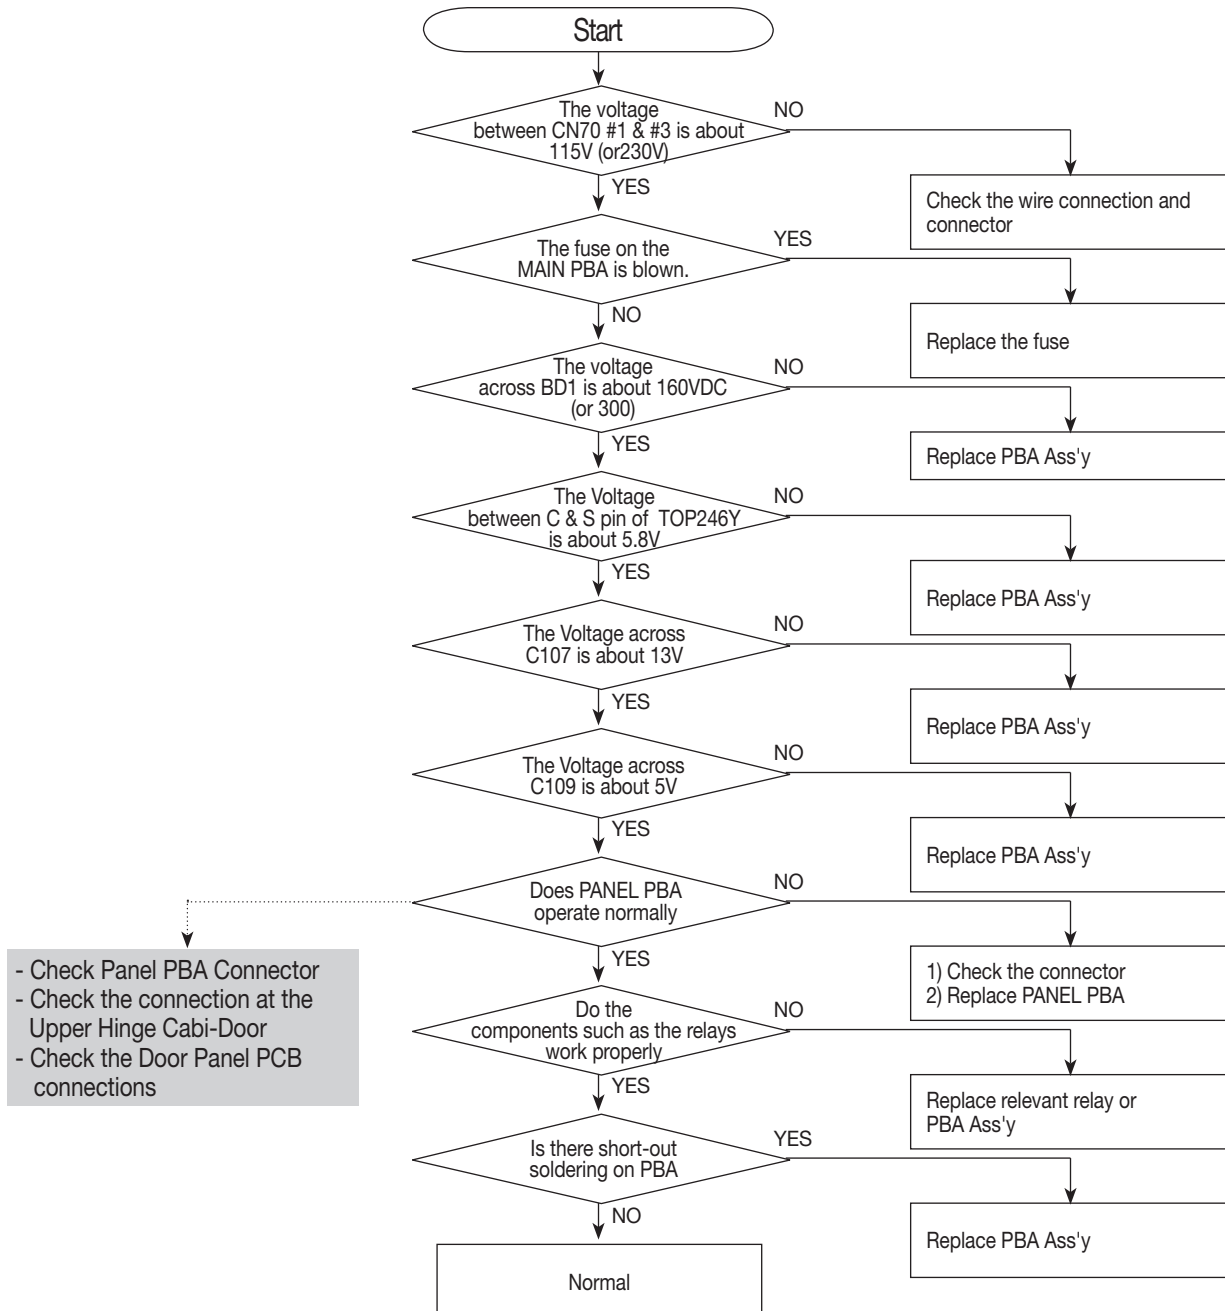 Start
The voltage
between CN70 #1 & #3 is about
115V (or230V)
NO
YES
Check the wire connection and
connector
The fuse on the
MAIN PBA is blown.
YES
NO
Replace the fuse
The voltage
across BD1 is about 160VDC
(or 300)
NO
YES
Replace PBA Ass'y
The Voltage
between C & S pin of TOP246Y
is about 5.8V
NO
YES
Replace PBA Ass'y
The Voltage across
C107 is about 13V
NO
YES
Replace PBA Ass'y
The Voltage across
C109 is about 5V
NO
YES
Replace PBA Ass'y
Does PANEL PBA
operate normally
NO
YES
- Check Panel PBA Connector
- Check the connection at the
Upper Hinge Cabi-Door
- Check the Door Panel PCB
connections
1) Check the connector
2) Replace PANEL PBA
Do the
components such as the relays
work properly
NO
YES
Replace relevant relay or
PBA Ass'y
Is there short-out
soldering on PBA
YES
NO
Replace PBA Ass'y
Normal